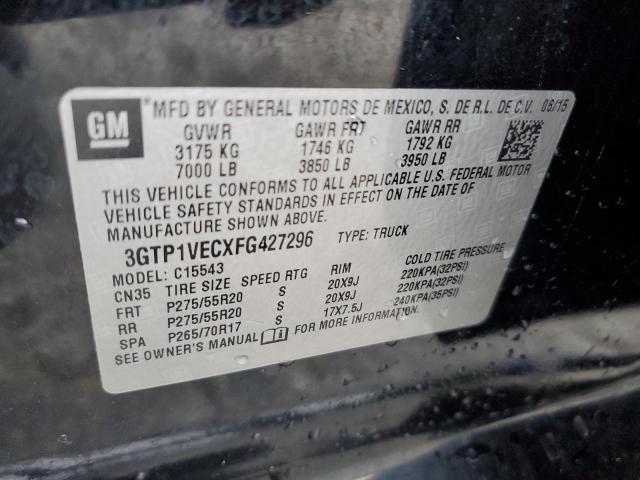 GM ®MFD BY GENERAL MOTORS DE MEXICO, S. DE R.L. DE C.V. 06/15
GVWR GAWR FRT GAWR RR
3175 KG 1746 KG 1792 KG
7000 LB 3850 LB 3950 LB
THIS VEHICLE CONFORMS TO ALL APPLICABLE U.S. FEDERAL MOTOR
VEHICLE SAFETY STANDARDS IN EFFECT ON THE DATE OF
MANUFACTURE SHOWN ABOVE.
3GTP1VECXFG427296 TYPE: TRUCK
MODEL: C15543
CN35 TIRE SIZE SPEED RTG RIM COLD TIRE PRESSURE
FRT P275/55R20 S 20X9J 220KPA(32PSI)
RR P275/55R20 S 20X9J 220KPA(32PSI)
SPA P265/70R17 S 17X7.5J 240KPA(35PSI)
SEE OWNER'S MANUAL FOR MORE INFORMATION.